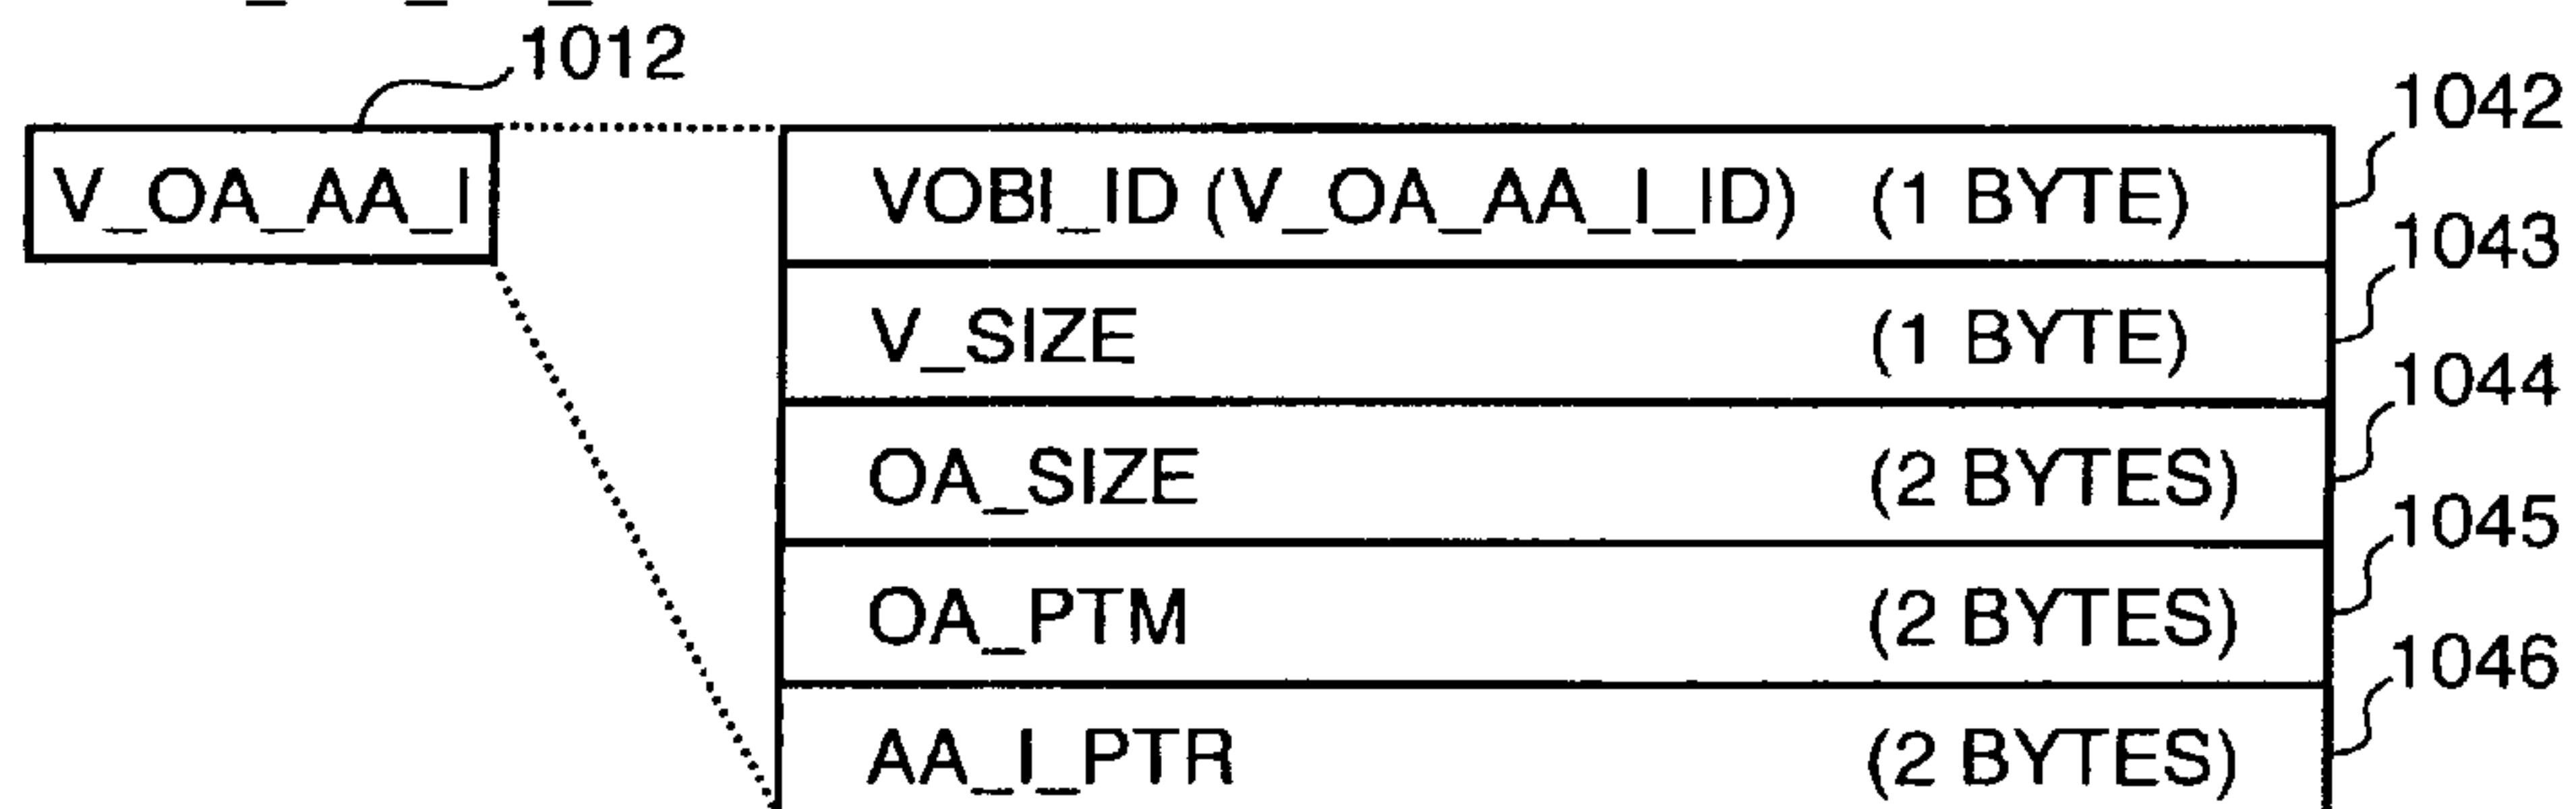 1012
1042
V_OA_AA_I
VOBI_ID (V_OA_AA_I_ID) (1 BYTE)
1043
V_SIZE (1 BYTE)
1044
OA_SIZE (2 BYTES)
1045
OA_PTM (2 BYTES)
1046
AA_I_PTR (2 BYTES)